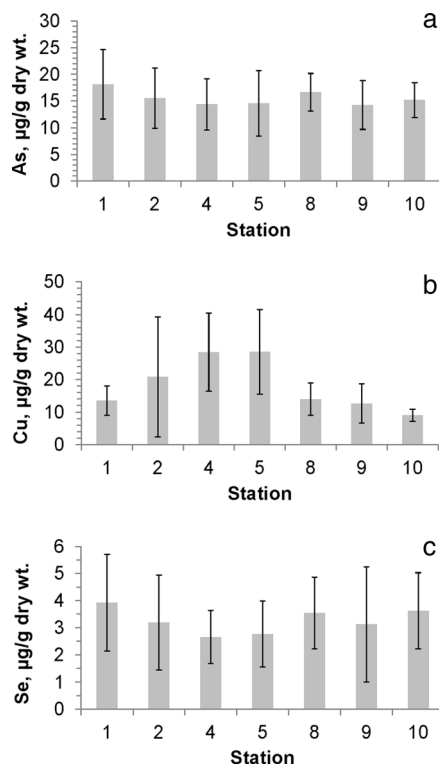 a
As, µg/g dry wt.
30
25
20
15
10
5
0
1 2 4 5 8 9 10
Station
b
Cu, µg/g dry wt.
50
40
30
20
10
0
1 2 4 5 8 9 10
Station
c
Se, µg/g dry wt.
6
5
4
3
2
1
0
1 2 4 5 8 9 10
Station